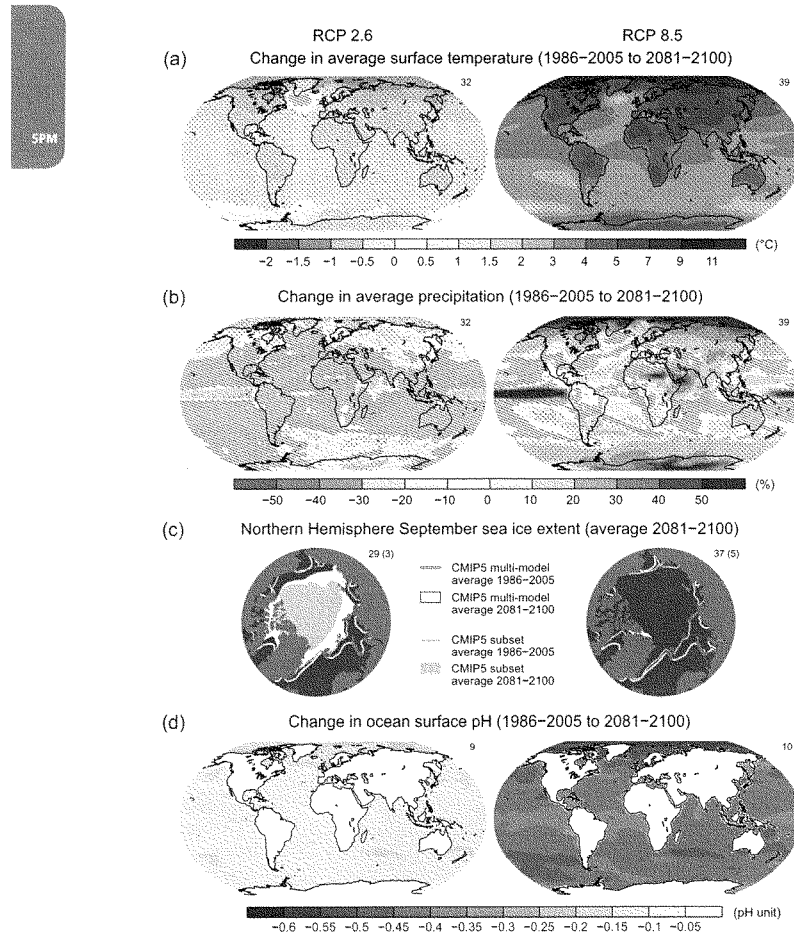 SPM
RCP 2.6 RCP 8.5
(a) Change in average surface temperature (1986−2005 to 2081−2100)
32 39
(°C)
−2 −1.5 −1 −0.5 0 0.5 1 1.5 2 3 4 5 7 9 11
(b) Change in average precipitation (1986−2005 to 2081−2100)
32 39
(%)
−50 −40 −30 −20 −10 0 10 20 30 40 50
(c) Northern Hemisphere September sea ice extent (average 2081−2100)
29 (3) 37 (5)
CMIP5 multi-model
average 1986−2005
CMIP5 multi-model
average 2081−2100
CMIP5 subset
average 1986−2005
CMIP5 subset
average 2081−2100
(d) Change in ocean surface pH (1986−2005 to 2081−2100)
9 10
(pH unit)
−0.6 −0.55 −0.5 −0.45 −0.4 −0.35 −0.3 −0.25 −0.2 −0.15 −0.1 −0.05